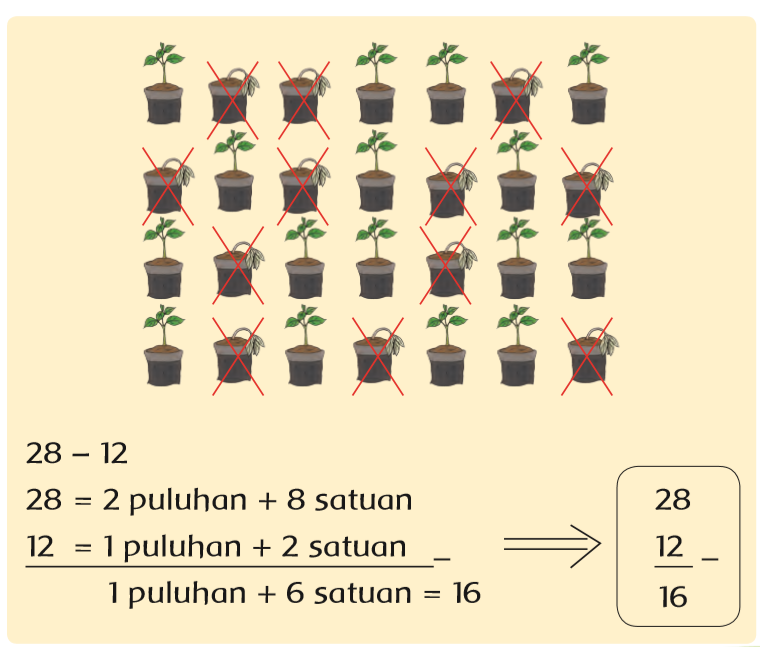 28 – 12
28 = 2 puluhan + 8 satuan
12 = 1 puluhan + 2 satuan –
1 puluhan + 6 satuan = 16
28
12 –
16